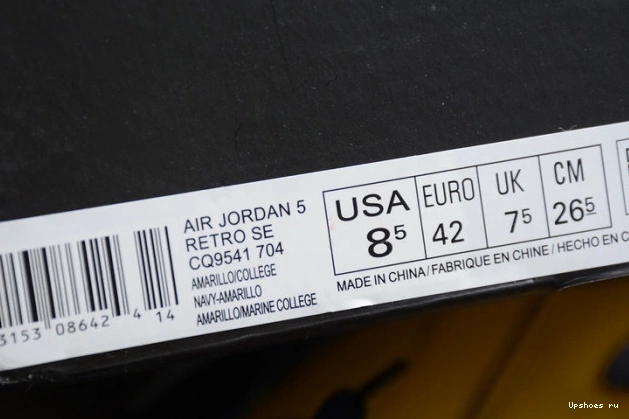 AIR JORDAN 5
RETRO SE
CQ9541 704
AMARILLO/COLLEGE
NAVY-AMARILLO
AMARILLO/MARINE COLLEGE
3153 08642 4 14
USA EURO UK CM
8⁵ 42 7⁵ 26⁵
MADE IN CHINA/FABRIQUE EN CHINE/HECHO EN
Upshoes ru